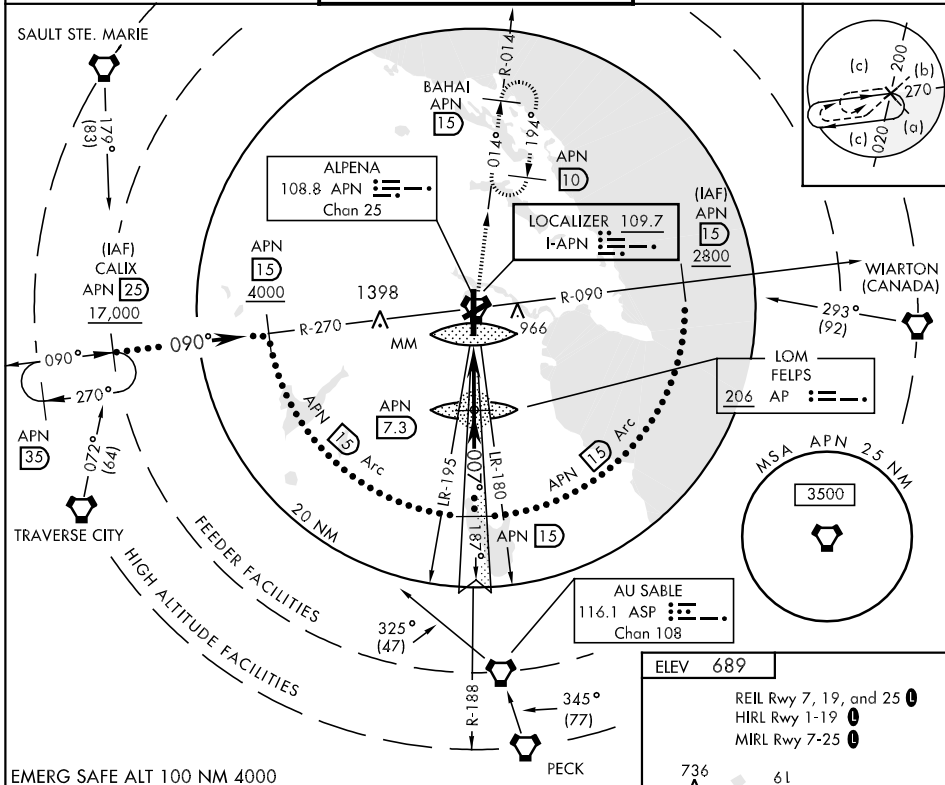 SAULT STE. MARIE
179°
(83)
R-014
BAHAI
APN
15
014°
194°
APN
10
200
(c)
(b)
270
(c)
(a)
020
ALPENA
108.8 APN
Chan 25
LOCALIZER 109.7
I-APN
(IAF)
APN
15
2800
(IAF)
CALIX
APN 25
17,000
APN
15
4000
1398
966
R-270
R-090
WIARTON
(CANADA)
293°
(92)
090°
090°
270°
MM
LOM
FELPS
206 AP
APN
7.3
APN
35
072°
(64)
TRAVERSE CITY
APN 15 Arc
APN 15 Arc
LR-195
LR-180
007°
187°
APN 15
20 NM
MSA APN 25 NM
3500
FEEDER FACILITIES
HIGH ALTITUDE FACILITIES
AU SABLE
116.1 ASP
Chan 108
325°
(47)
R-188
345°
(77)
PECK
ELEV 689
REIL Rwy 7, 19, and 25 L
HIRL Rwy 1-19 L
MIRL Rwy 7-25 L
736
19
EMERG SAFE ALT 100 NM 4000